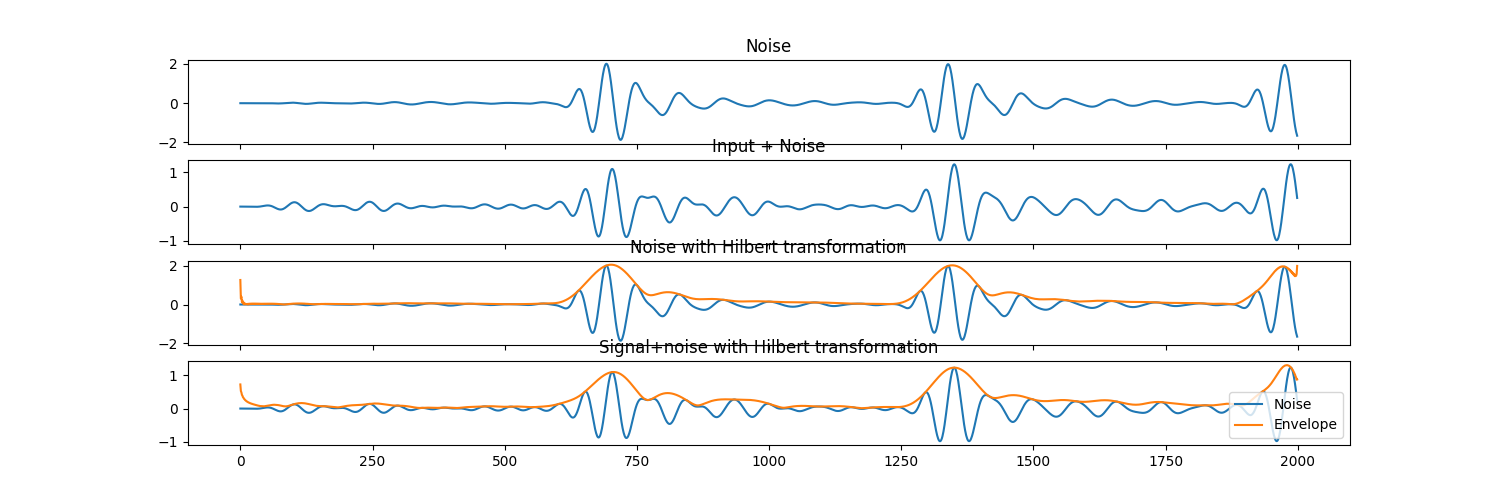 Noise
2
0
−2
Input + Noise
1
0
−1
Noise with Hilbert transformation
2
0
−2
Signal+noise with Hilbert transformation
1
0
−1
Noise
Envelope
0 250 500 750 1000 1250 1500 1750 2000